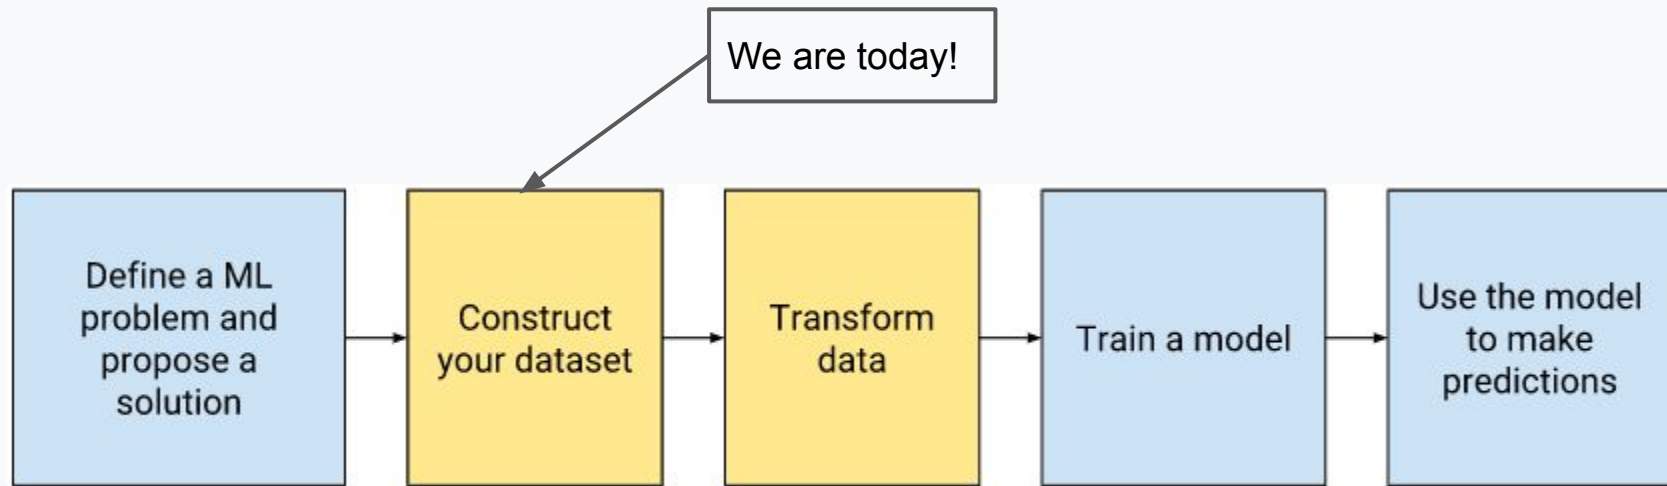 We are today!
Define a ML
problem and
propose a
solution
Construct
your dataset
Transform
data
Train a model
Use the model
to make
predictions